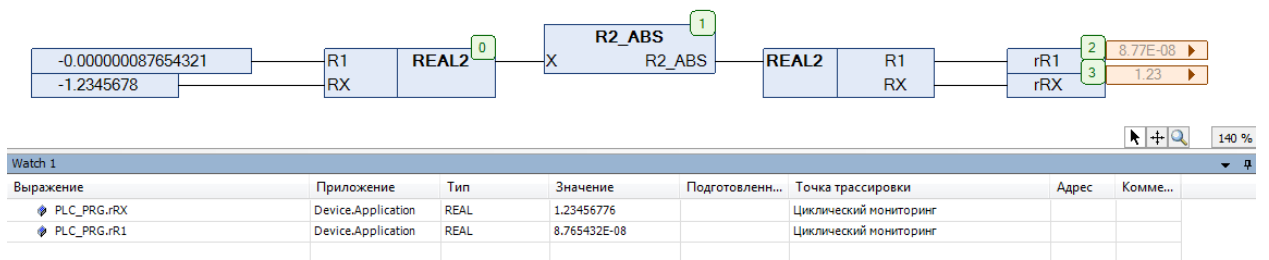 R2_ABS 1
-0.000000087654321 R1 REAL2 0 X R2_ABS REAL2 R1 rR1 2 8.77E-08
-1.2345678 RX RX rRX 3 1.23
140 %
Watch 1
Выражение Приложение Тип Значение Подготовленн... Точка трассировки Адрес Комме...
PLC_PRG.rRX Device.Application REAL 1.23456776 Циклический мониторинг
PLC_PRG.rR1 Device.Application REAL 8.765432E-08 Циклический мониторинг